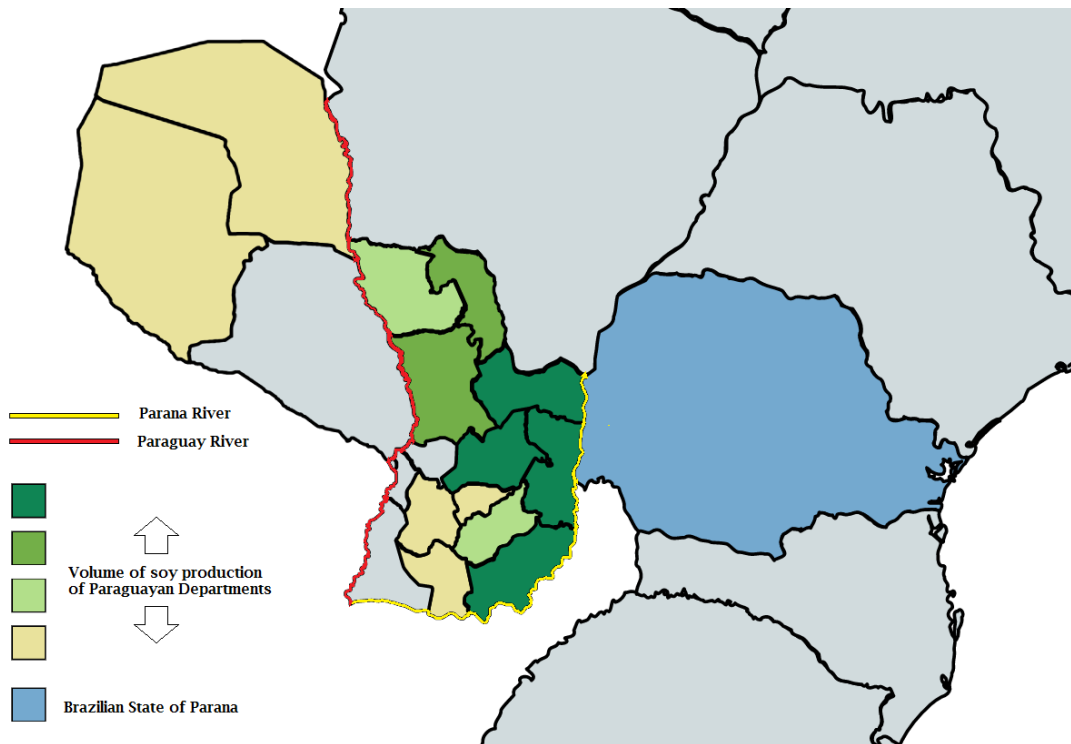 Parana River
Paraguay River
Volume of soy production
of Paraguayan Departments
Brazilian State of Parana